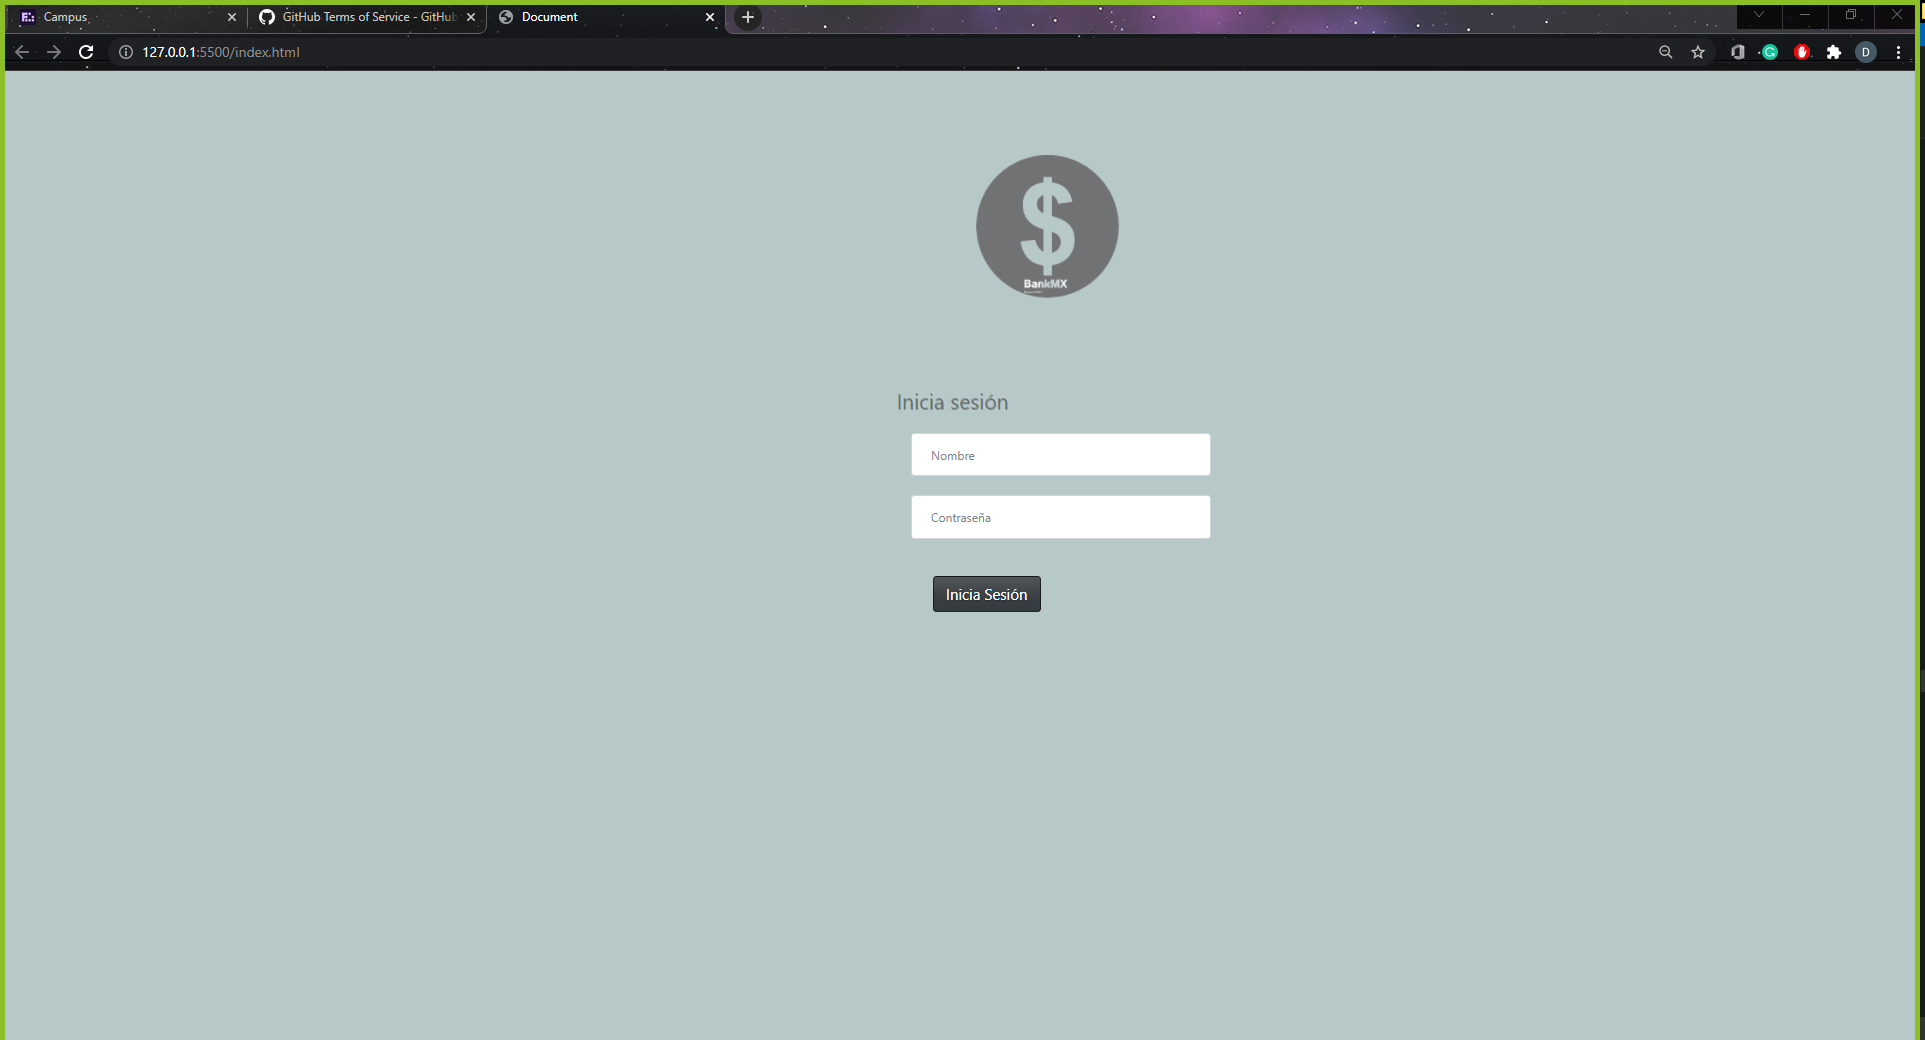 Campus
GitHub Terms of Service - GitHub
Document
127.0.0.1:5500/index.html
D
$
BankMX
Inicia sesión
Nombre
Contraseña
Inicia Sesión